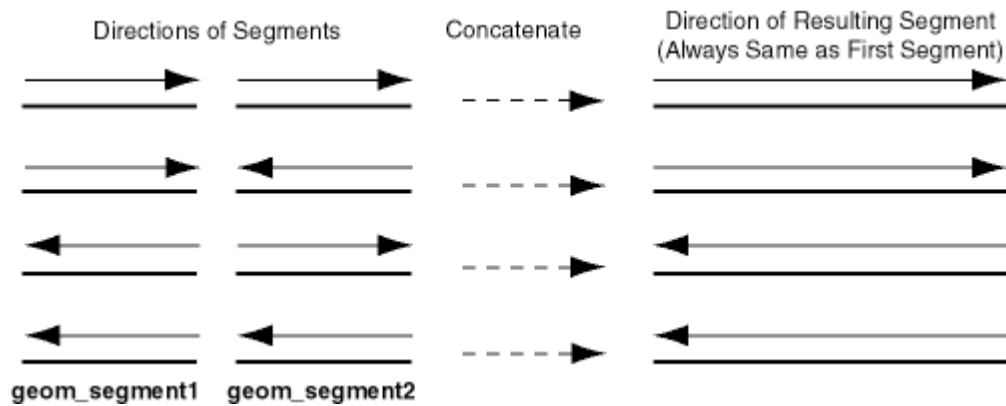 Directions of Segments
Concatenate
Direction of Resulting Segment
(Always Same as First Segment)
geom_segment1
geom_segment2